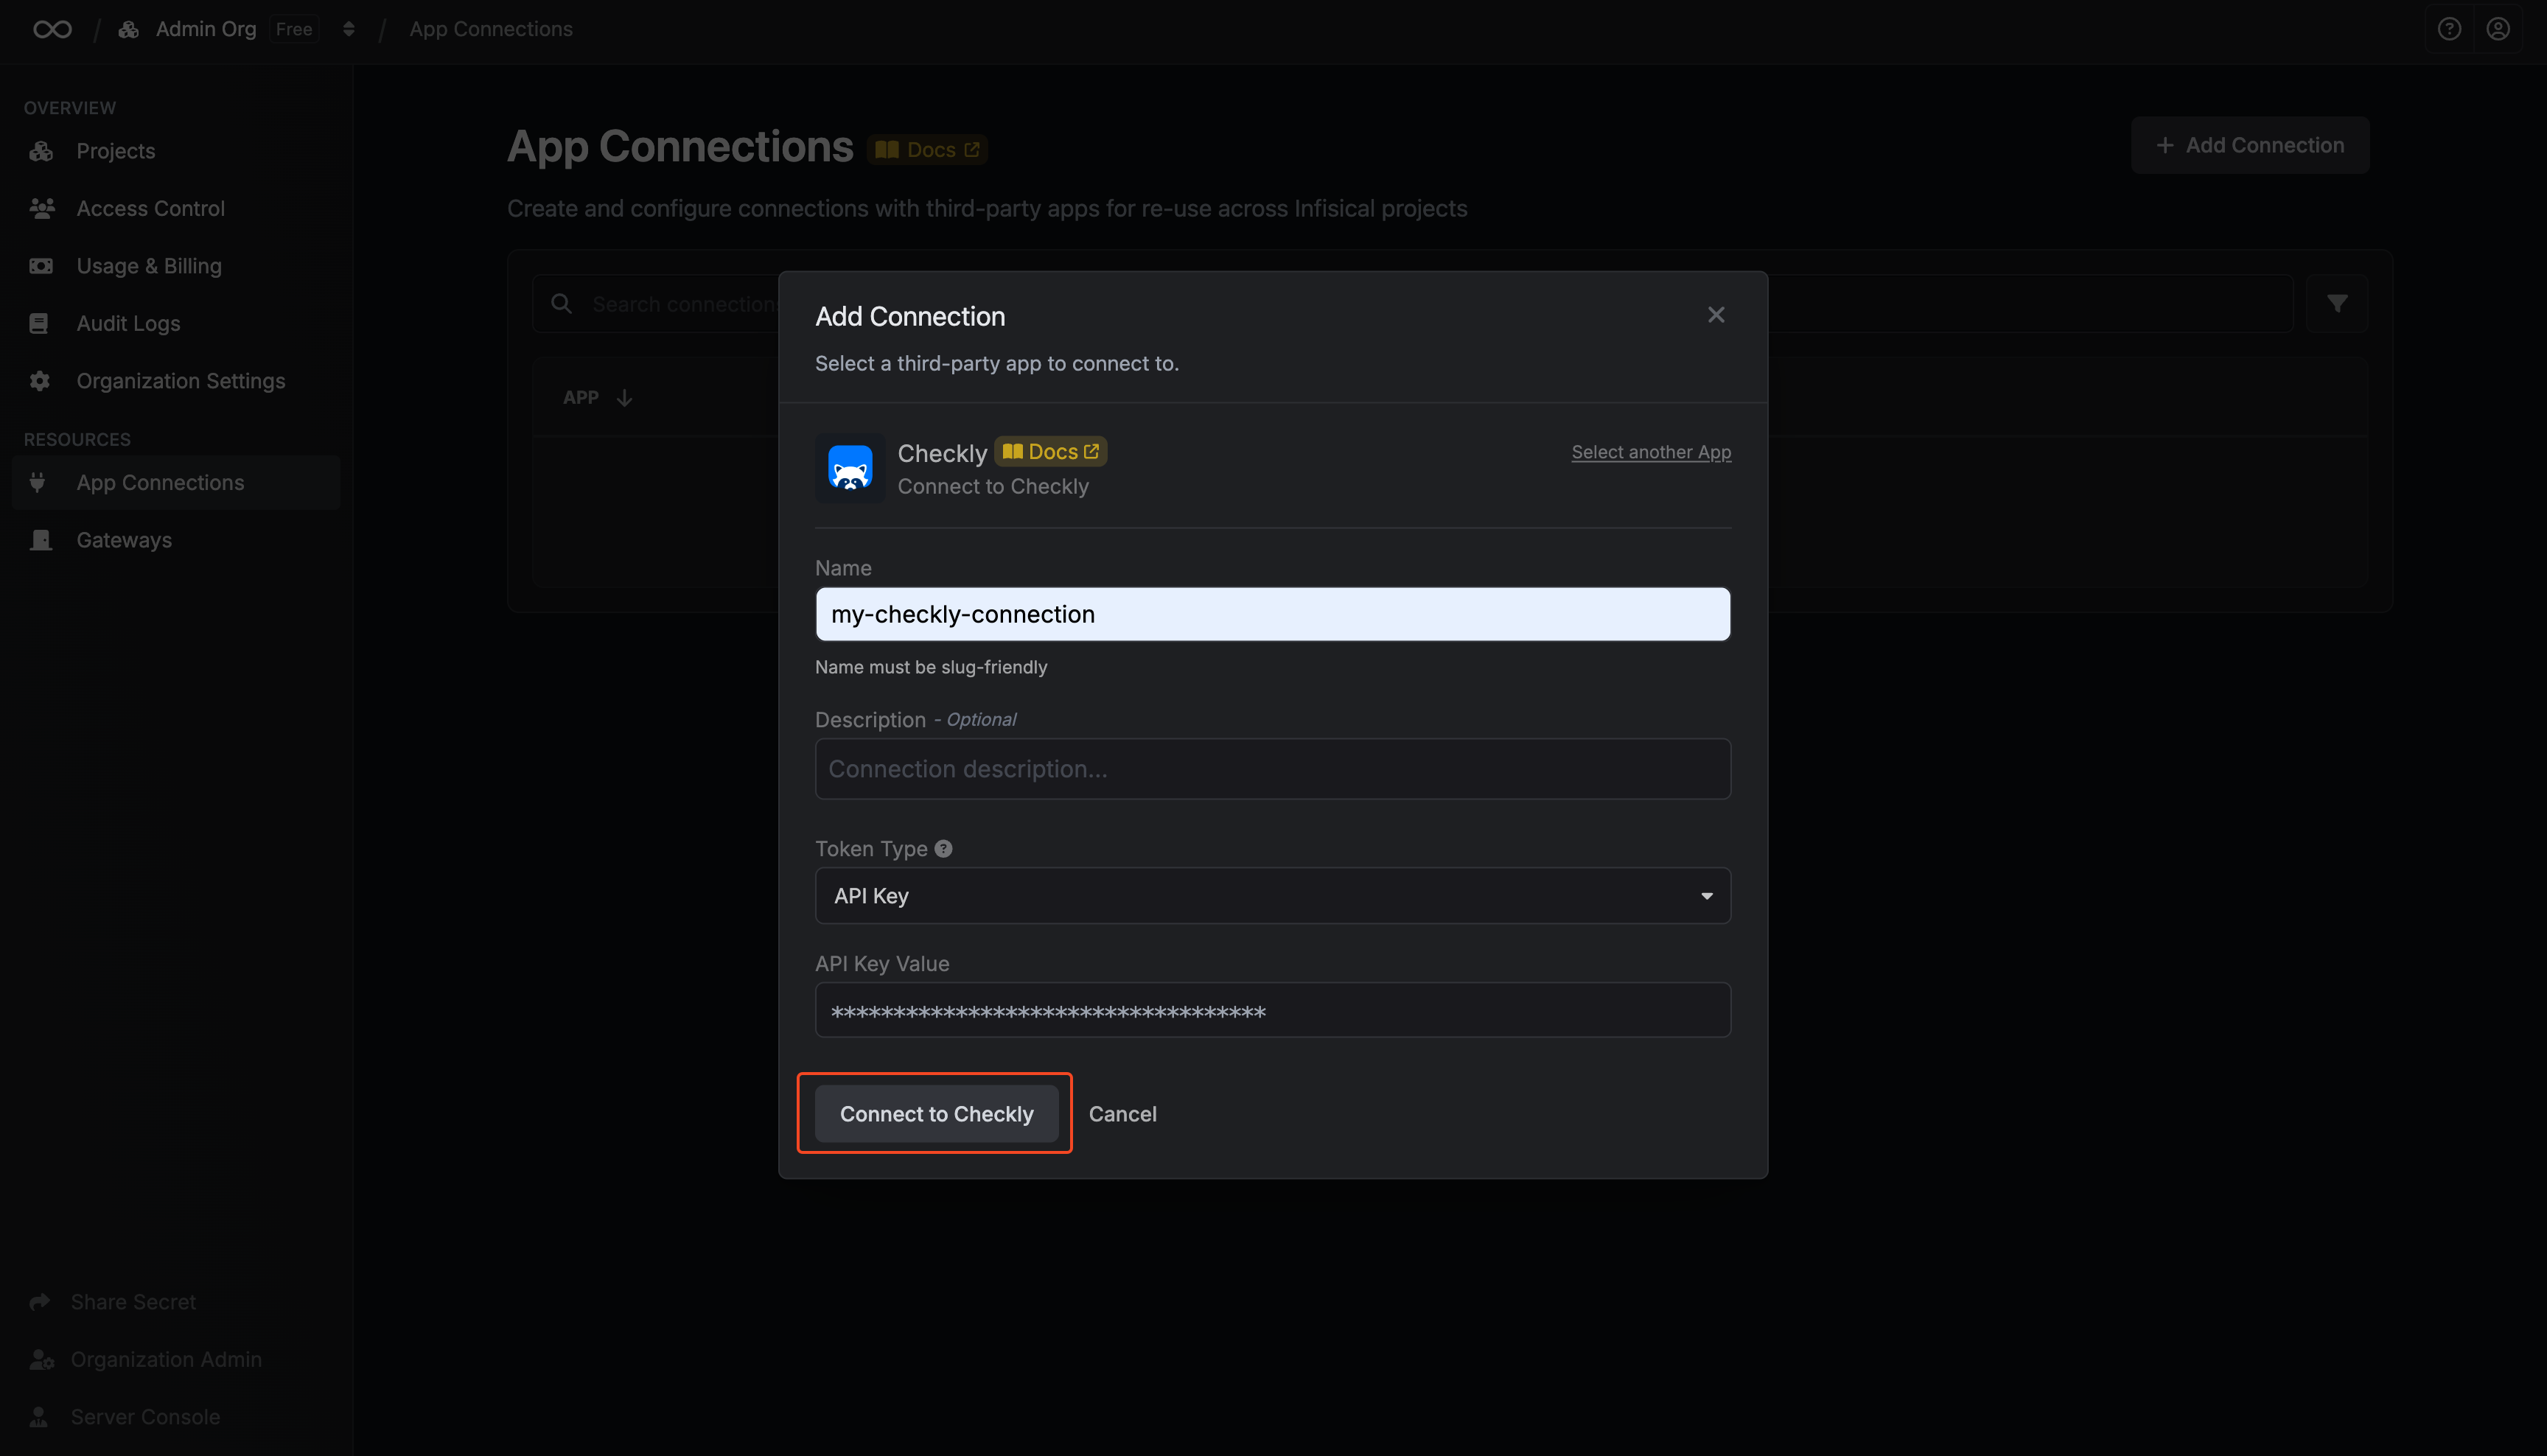 Admin Org Free / App Connections
OVERVIEW
Projects
Access Control
Usage & Billing
Audit Logs
Organization Settings
RESOURCES
App Connections
Gateways
Share Secret
Organization Admin
Server Console
App Connections Docs
+ Add Connection
Create and configure connections with third-party apps for re-use across Infisical projects
Search connections
APP
Add Connection
Select a third-party app to connect to.
Checkly Docs
Select another App
Connect to Checkly
Name
my-checkly-connection
Name must be slug-friendly
Description - Optional
Connection description...
Token Type
API Key
API Key Value
***********************************
Connect to Checkly
Cancel